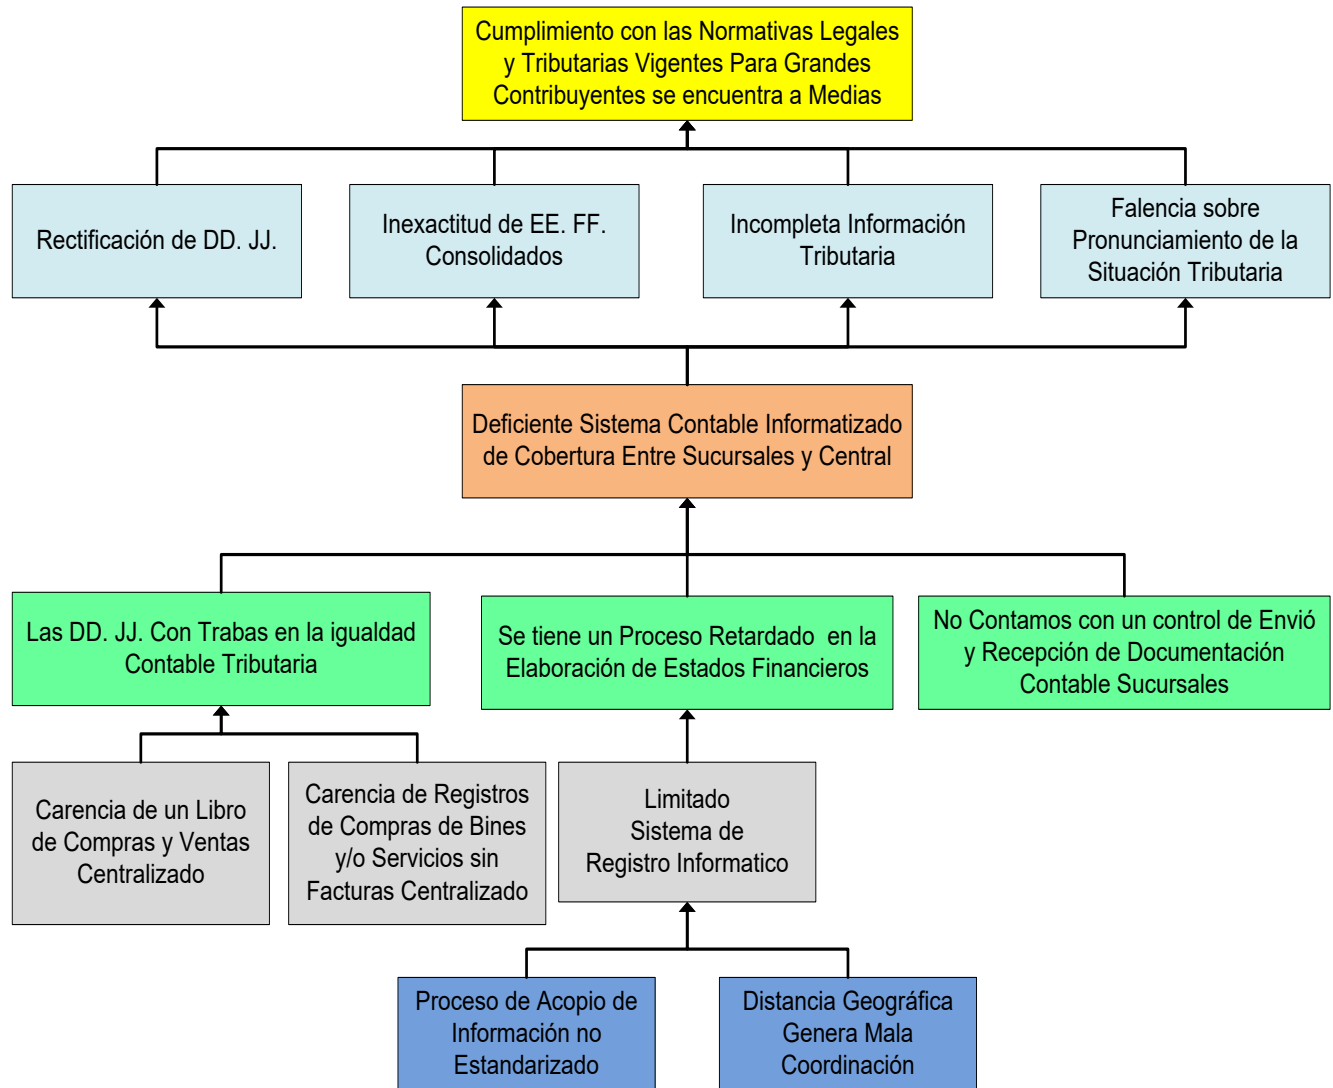 Cumplimiento con las Normativas Legales
y Tributarias Vigentes Para Grandes
Contribuyentes se encuentra a Medias
Rectificación de DD. JJ.
Inexactitud de EE. FF.
Consolidados
Incompleta Información
Tributaria
Falencia sobre
Pronunciamiento de la
Situación Tributaria
Deficiente Sistema Contable Informatizado
de Cobertura Entre Sucursales y Central
Las DD. JJ. Con Trabas en la igualdad
Contable Tributaria
Se tiene un Proceso Retardado en la
Elaboración de Estados Financieros
No Contamos con un control de Envió
y Recepción de Documentación
Contable Sucursales
Carencia de un Libro
de Compras y Ventas
Centralizado
Carencia de Registros
de Compras de Bines
y/o Servicios sin
Facturas Centralizado
Limitado
Sistema de
Registro Informatico
Proceso de Acopio de
Información no
Estandarizado
Distancia Geográfica
Genera Mala
Coordinación